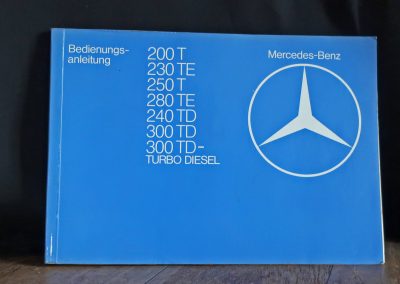 Bedienungs-
anleitung
200 T
230 TE
250 T
280 TE
240 TD
300 TD
300 TD-
TURBO DIESEL
Mercedes-Benz